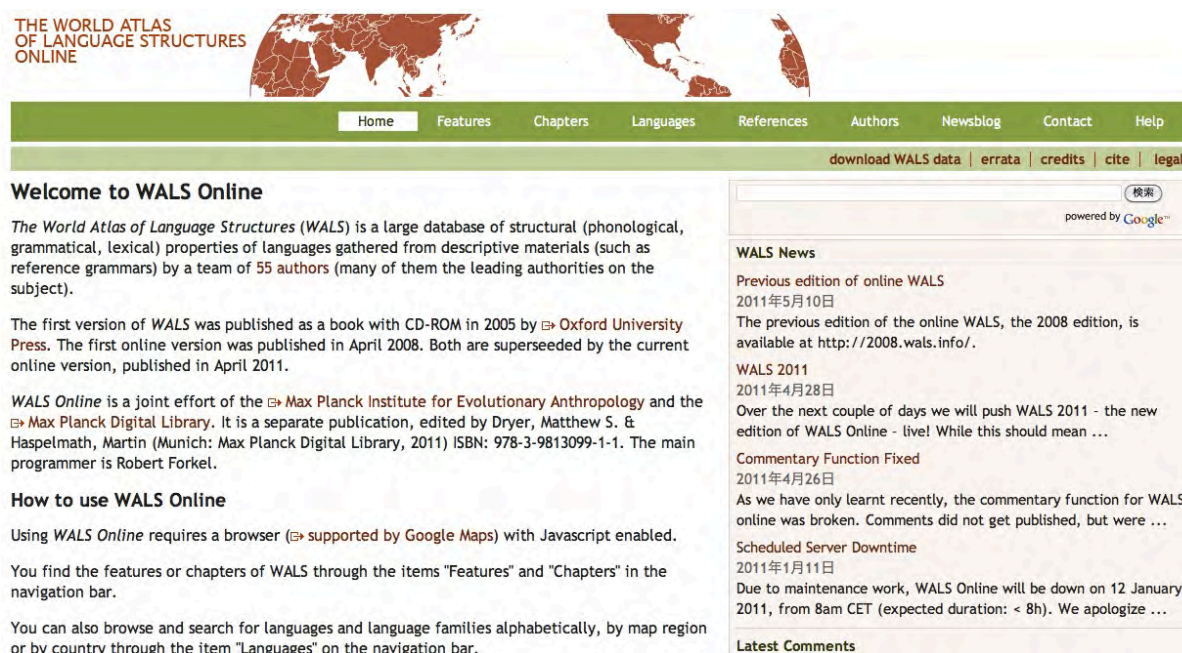 THE WORLD ATLAS
OF LANGUAGE STRUCTURES
ONLINE
Home Features Chapters Languages References Authors Newsblog Contact Help
download WALS data | errata | credits | cite | legal
Welcome to WALS Online
The World Atlas of Language Structures (WALS) is a large database of structural (phonological,
grammatical, lexical) properties of languages gathered from descriptive materials (such as
reference grammars) by a team of 55 authors (many of them the leading authorities on the
subject).
The first version of WALS was published as a book with CD-ROM in 2005 by Oxford University
Press. The first online version was published in April 2008. Both are superseeded by the current
online version, published in April 2011.
WALS Online is a joint effort of the Max Planck Institute for Evolutionary Anthropology and the
Max Planck Digital Library. It is a separate publication, edited by Dryer, Matthew S. &
Haspelmath, Martin (Munich: Max Planck Digital Library, 2011) ISBN: 978-3-9813099-1-1. The main
programmer is Robert Forkel.
How to use WALS Online
Using WALS Online requires a browser (supported by Google Maps) with Javascript enabled.
You find the features or chapters of WALS through the items "Features" and "Chapters" in the
navigation bar.
You can also browse and search for languages and language families alphabetically, by map region
or by country through the item "Languages" on the navigation bar.
検索
powered by Google™
WALS News
Previous edition of online WALS
2011年5月10日
The previous edition of the online WALS, the 2008 edition, is
available at http://2008.wals.info/.
WALS 2011
2011年4月28日
Over the next couple of days we will push WALS 2011 - the new
edition of WALS Online - live! While this should mean ...
Commentary Function Fixed
2011年4月26日
As we have only learnt recently, the commentary function for WALS
online was broken. Comments did not get published, but were ...
Scheduled Server Downtime
2011年1月11日
Due to maintenance work, WALS Online will be down on 12 January
2011, from 8am CET (expected duration: < 8h). We apologize ...
Latest Comments